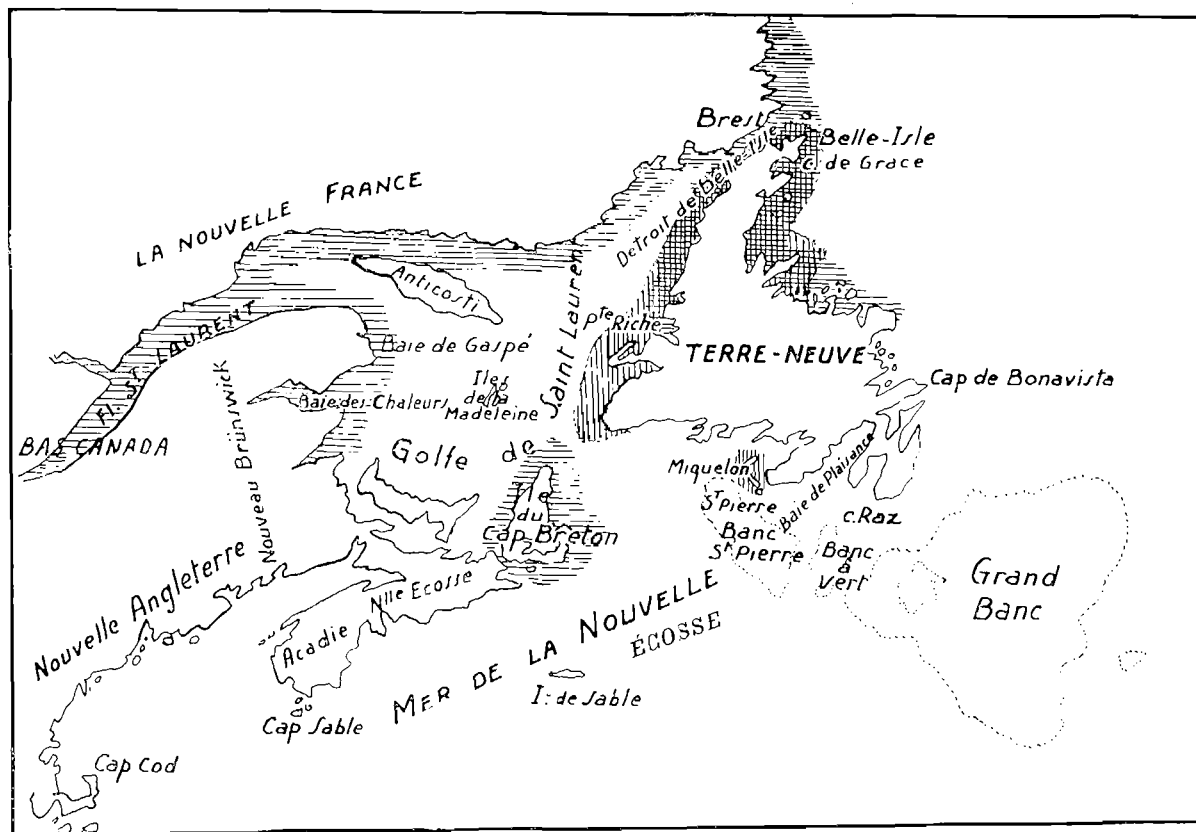 Brest
Belle-Isle
c. de Grace
Detroit de Belle-Isle
LA NOUVELLE FRANCE
Anticosti
Saint Laurent
Pte Riche
Fl. St. LAURENT
Baie de Gaspé
TERRE-NEUVE
Iles
de la
Madeleine
Baie des Chaleurs
Cap de Bonavista
BAS CANADA
Nouveau Brunswick
Golfe de
Miquelon
Baie de Plaisance
St Pierre
Ile
du
Cap Breton
c. Raz
Banc
St Pierre
Banc
à
Vert
Grand
Banc
Nouvelle Angleterre
Nlle Ecosse
Acadie
MER DE LA NOUVELLE
ÉCOSSE
I: de Sable
Cap Sable
Cap Cod